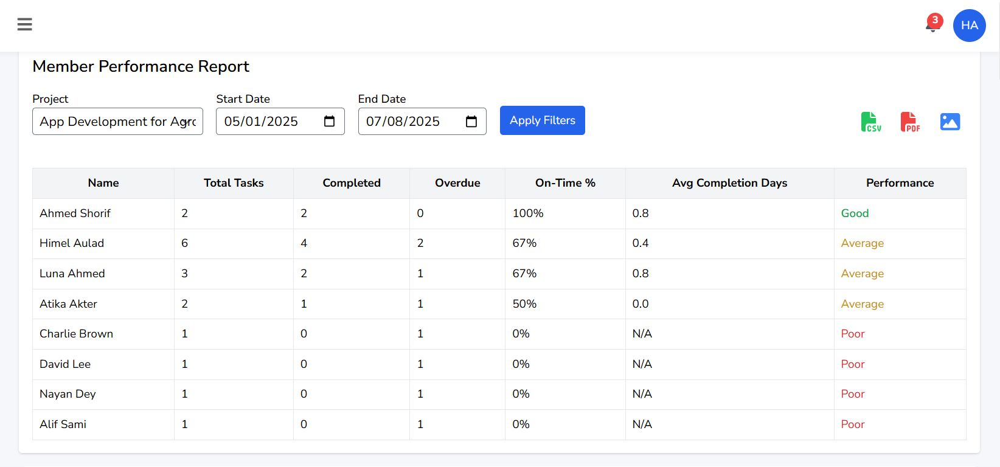 3
HA
Member Performance Report
Project Start Date End Date
App Development for Agro 05/01/2025 07/08/2025 Apply Filters CSV PDF
Name Total Tasks Completed Overdue On-Time % Avg Completion Days Performance
Ahmed Shorif 2 2 0 100% 0.8 Good
Himel Aulad 6 4 2 67% 0.4 Average
Luna Ahmed 3 2 1 67% 0.8 Average
Atika Akter 2 1 1 50% 0.0 Average
Charlie Brown 1 0 1 0% N/A Poor
David Lee 1 0 1 0% N/A Poor
Nayan Dey 1 0 1 0% N/A Poor
Alif Sami 1 0 1 0% N/A Poor